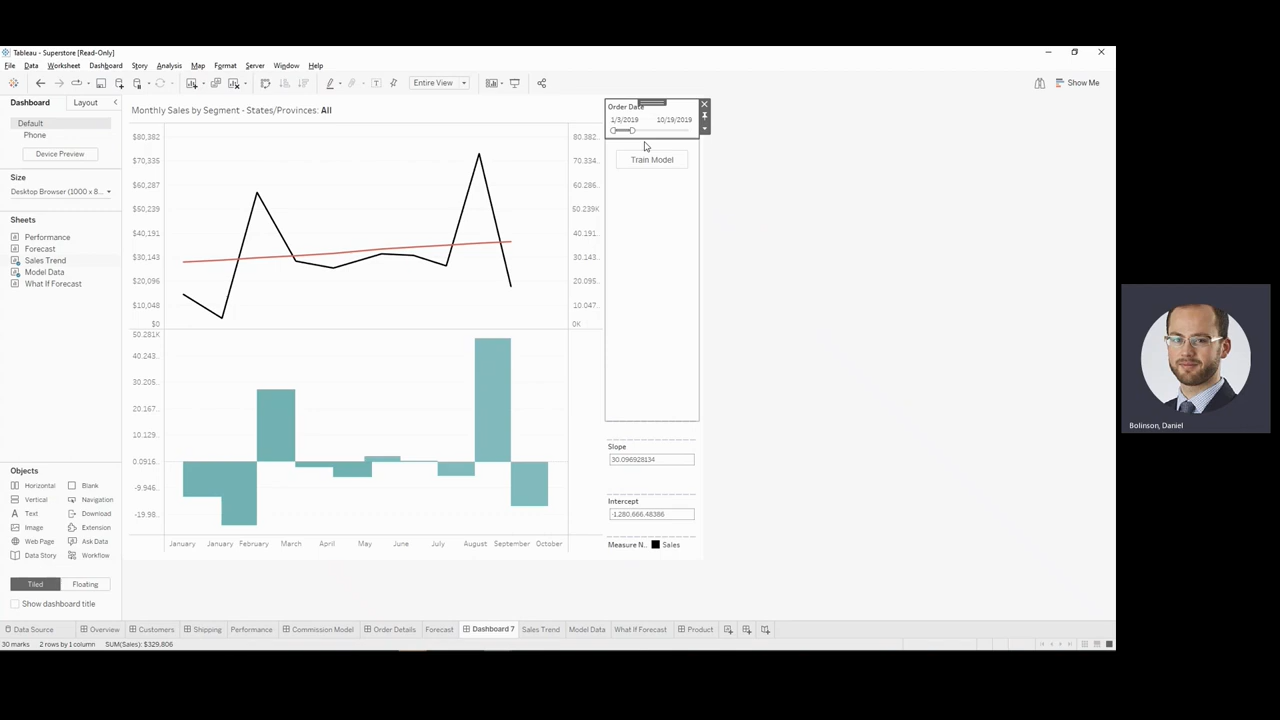 Tableau - Superstore [Read-Only]
File Data Worksheet Dashboard Story Analysis Map Format Server Window Help
Entire View
Show Me
Dashboard Layout
Default
Phone
Device Preview
Size
Desktop Browser (1000 x 8...
Sheets
Performance
Forecast
Sales Trend
Model Data
What If Forecast
Objects
Horizontal Blank
Vertical Navigation
Text Download
Image Extension
Web Page Ask Data
Data Story Workflow
Tiled Floating
Show dashboard title
Monthly Sales by Segment - States/Provinces: All
$80,382
$70,335
$60,287
$50,239
$40,191
$30,143
$20,096
$10,048
$0
80,382.
70,334.
60,286.
50.239K
40,191.
30,143.
20,095.
10,047.
0K
50.281K
40.243.
30.205.
20.167.
10.129.
0.0916.
-9.946.
-19.98.
January January February March April May June July August September October
Order Date
1/3/2019 10/19/2019
Train Model
Slope
30.096928134
Intercept
-1,280,666.48386
Measure N.. Sales
Bolinson, Daniel
Data Source Overview Customers Shipping Performance Commission Model Order Details Forecast Dashboard 7 Sales Trend Model Data What If Forecast Product
30 marks 2 rows by 1 column SUM(Sales): $329,806